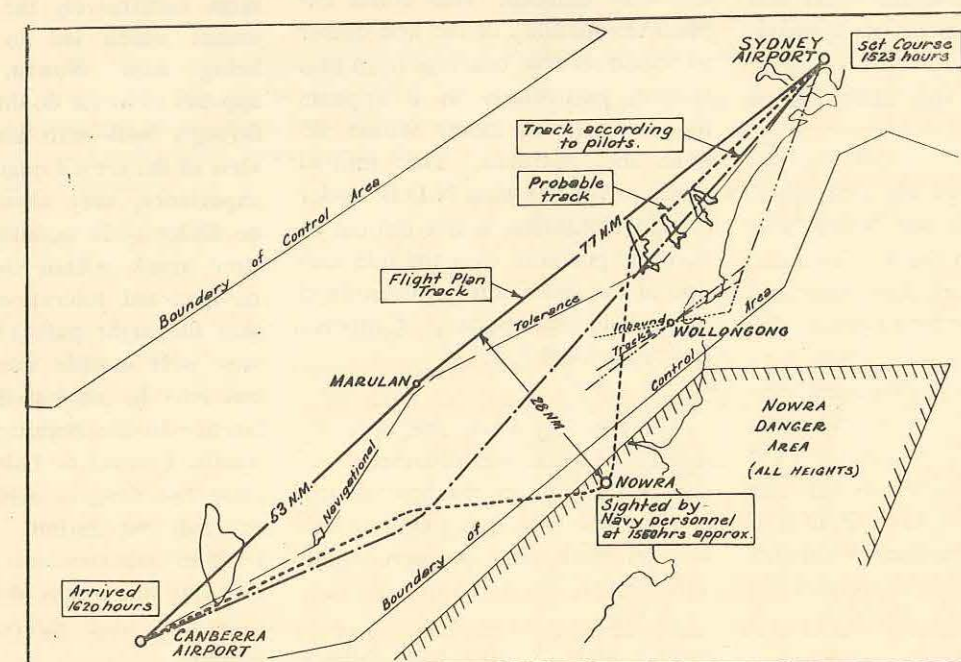 SYDNEY
AIRPORT
Set Course
1523 hours
Track according
to pilots.
Probable
track
Boundary of Control Area
77 N.M.
Flight Plan
Track
Tolerance
Inbound
Tracks
WOLLONGONG
MARULAN
28 NM
NOWRA
DANGER
AREA
(ALL HEIGHTS)
53 N.M.
Navigational
NOWRA
Sighted by
Navy personnel
at 1550hrs approx.
Boundary of Control Area
Arrived
1620 hours
CANBERRA
AIRPORT